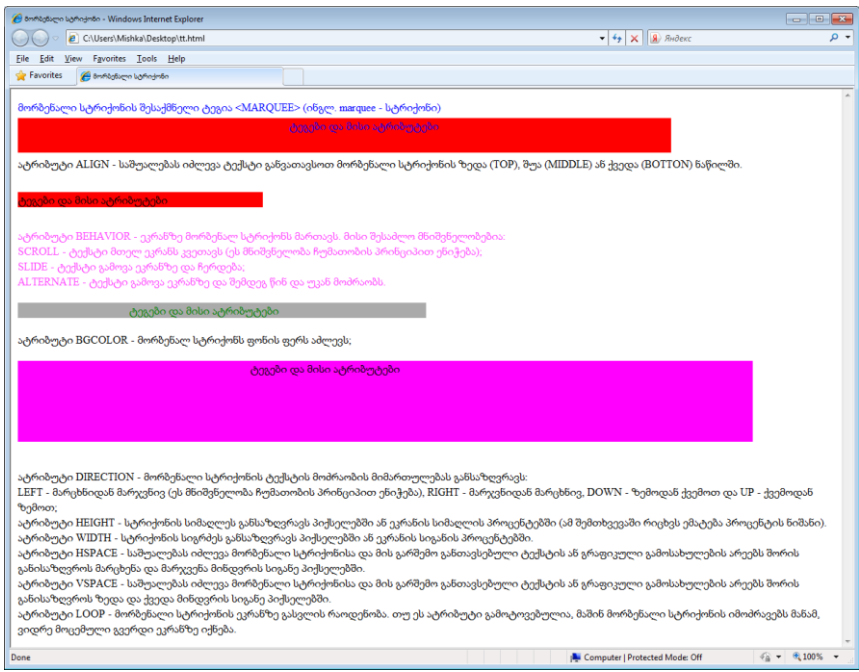 მორბენალი სტრიქონი - Windows Internet Explorer
C:\Users\Mishka\Desktop\tt.html
Яндекс
File Edit View Favorites Tools Help
Favorites მორბენალი სტრიქონი
მორბენალი სტრიქონის შესაქმნელი ტეგია <MARQUEE> (ინგლ. marquee - სტრიქონი)
ტეგები და მისი ატრიბუტები
ატრიბუტი ALIGN - საშუალებას იძლევა ტექსტი განვათავსოთ მორბენალი სტრიქონის ზედა (TOP), შუა (MIDDLE) ან ქვედა (BOTTON) ნაწილში.
ტეგები და მისი ატრიბუტები
ატრიბუტი BEHAVIOR - ეკრანზე მორბენალ სტრიქონს მართავს. მისი შესაძლო მნიშვნელობებია:
SCROLL - ტექსტი მთელ ეკრანს კვეთავს (ეს მნიშვნელობა ჩუმათობის პრინციპით ენიჭება);
SLIDE - ტექსტი გამოვა ეკრანზე და ჩერდება;
ALTERNATE - ტექსტი გამოვა ეკრანზე და შემდეგ წინ და უკან მოძრაობს.
ტეგები და მისი ატრიბუტები
ატრიბუტი BGCOLOR - მორბენალ სტრიქონს ფონის ფერს აძლევს;
ტეგები და მისი ატრიბუტები
ატრიბუტი DIRECTION - მორბენალი სტრიქონის ტექსტის მოძრაობის მიმართულებას განსაზღვრავს:
LEFT - მარცხნიდან მარჯვნივ (ეს მნიშვნელობა ჩუმათობის პრინციპით ენიჭება), RIGHT - მარჯვნიდან მარცხნივ, DOWN - ზემოდან ქვემოთ და UP - ქვემოდან
ზემოთ;
ატრიბუტი HEIGHT - სტრიქონის სიმაღლეს განსაზღვრავს პიქსელებში ან ეკრანის სიმაღლის პროცენტებში (ამ შემთხვევაში რიცხვს ემატება პროცენტის ნიშანი).
ატრიბუტი WIDTH - სტრიქონის სიგრძეს განსაზღვრავს პიქსელებში ან ეკრანის სიგანის პროცენტებში.
ატრიბუტი HSPACE - საშუალებას იძლევა მორბენალი სტრიქონისა და მის გარშემო განთავსებული ტექსტის ან გრაფიკული გამოსახულების არეებს შორის
განისაზღვროს მარცხენა და მარჯვენა მინდვრის სიგანე პიქსელებში.
ატრიბუტი VSPACE - საშუალებას იძლევა მორბენალი სტრიქონისა და მის გარშემო განთავსებული ტექსტის ან გრაფიკული გამოსახულების არეებს შორის
განისაზღვროს ზედა და ქვედა მინდვრის სიგანე პიქსელებში.
ატრიბუტი LOOP - მორბენალი სტრიქონის ეკრანზე გასვლის რაოდენობა. თუ ეს ატრიბუტი გამოტოვებულია, მაშინ მორბენალი სტრიქონის იმოძრავებს მანამ,
ვიდრე მოცემული გვერდი ეკრანზე იქნება.
Done Computer | Protected Mode: Off 100%